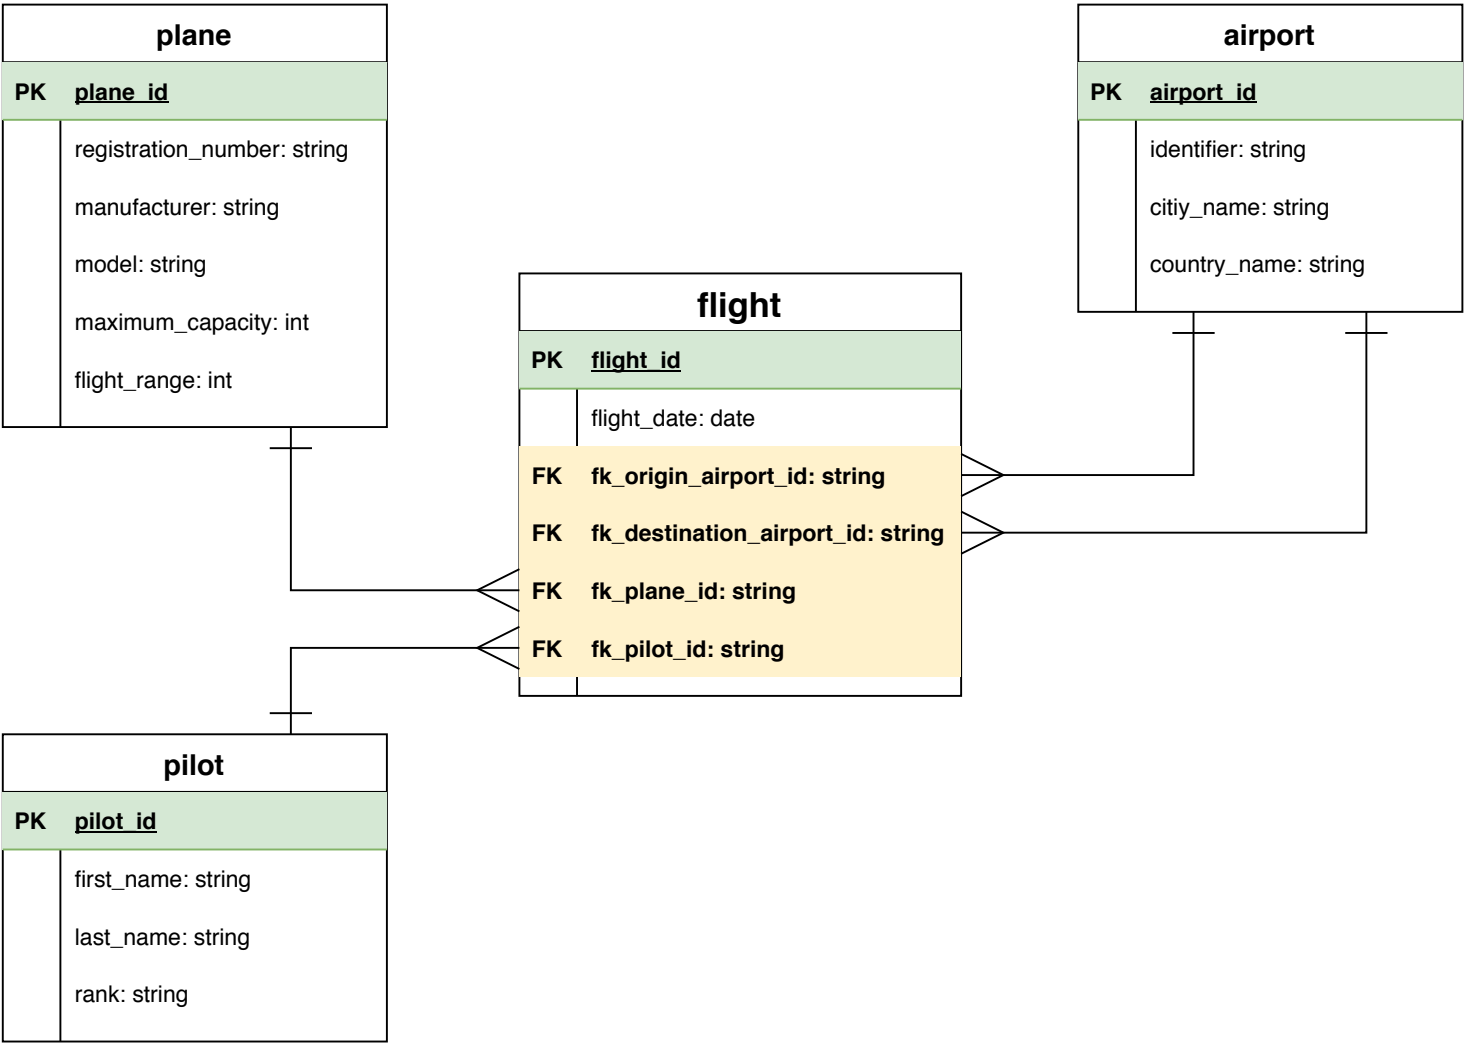 plane
PK plane_id
registration_number: string
manufacturer: string
model: string
maximum_capacity: int
flight_range: int
airport
PK airport_id
identifier: string
citiy_name: string
country_name: string
flight
PK flight_id
flight_date: date
FK fk_origin_airport_id: string
FK fk_destination_airport_id: string
FK fk_plane_id: string
FK fk_pilot_id: string
pilot
PK pilot_id
first_name: string
last_name: string
rank: string